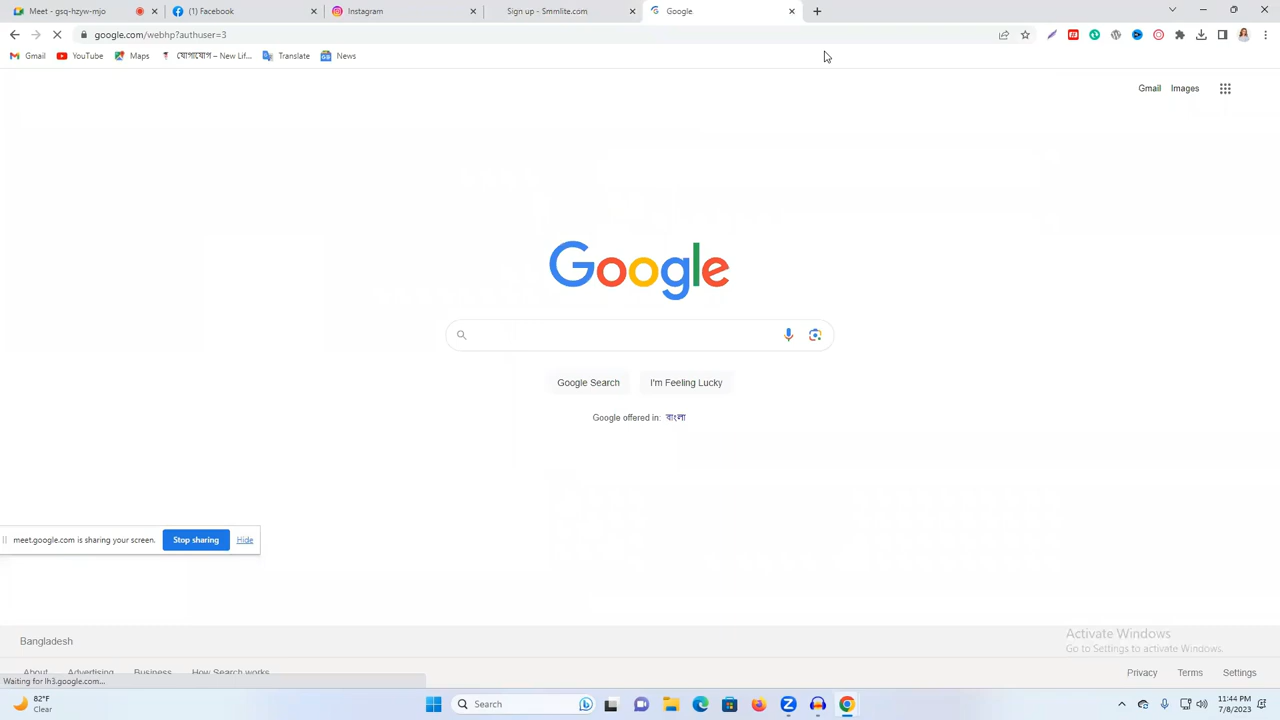 Meet - gsq-hzyw-mjo
Facebook
Instagram
Sign up - Smmlite.com
Google
google.com/webhp?authuser=3
Gmail
YouTube
Maps
যোগাযোগ – New Lif...
Translate
News
Gmail
Images
Google
Google Search
I'm Feeling Lucky
Google offered in: বাংলা
meet.google.com is sharing your screen.
Stop sharing
Hide
Bangladesh
Activate Windows
Go to Settings to activate Windows.
About
Advertising
Business
How Search works
Privacy
Terms
Settings
Waiting for lh3.google.com...
82°F
Clear
Search
11:44 PM
7/8/2023